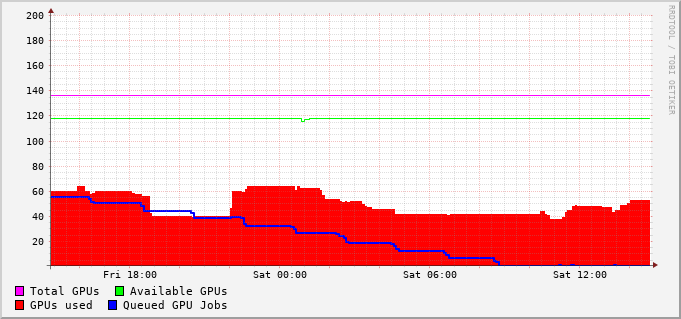 200
180
160
140
120
100
80
60
40
20
Fri 18:00 Sat 00:00 Sat 06:00 Sat 12:00
Total GPUs Available GPUs
GPUs used Queued GPU Jobs
RRDTOOL / TOBI OETIKER